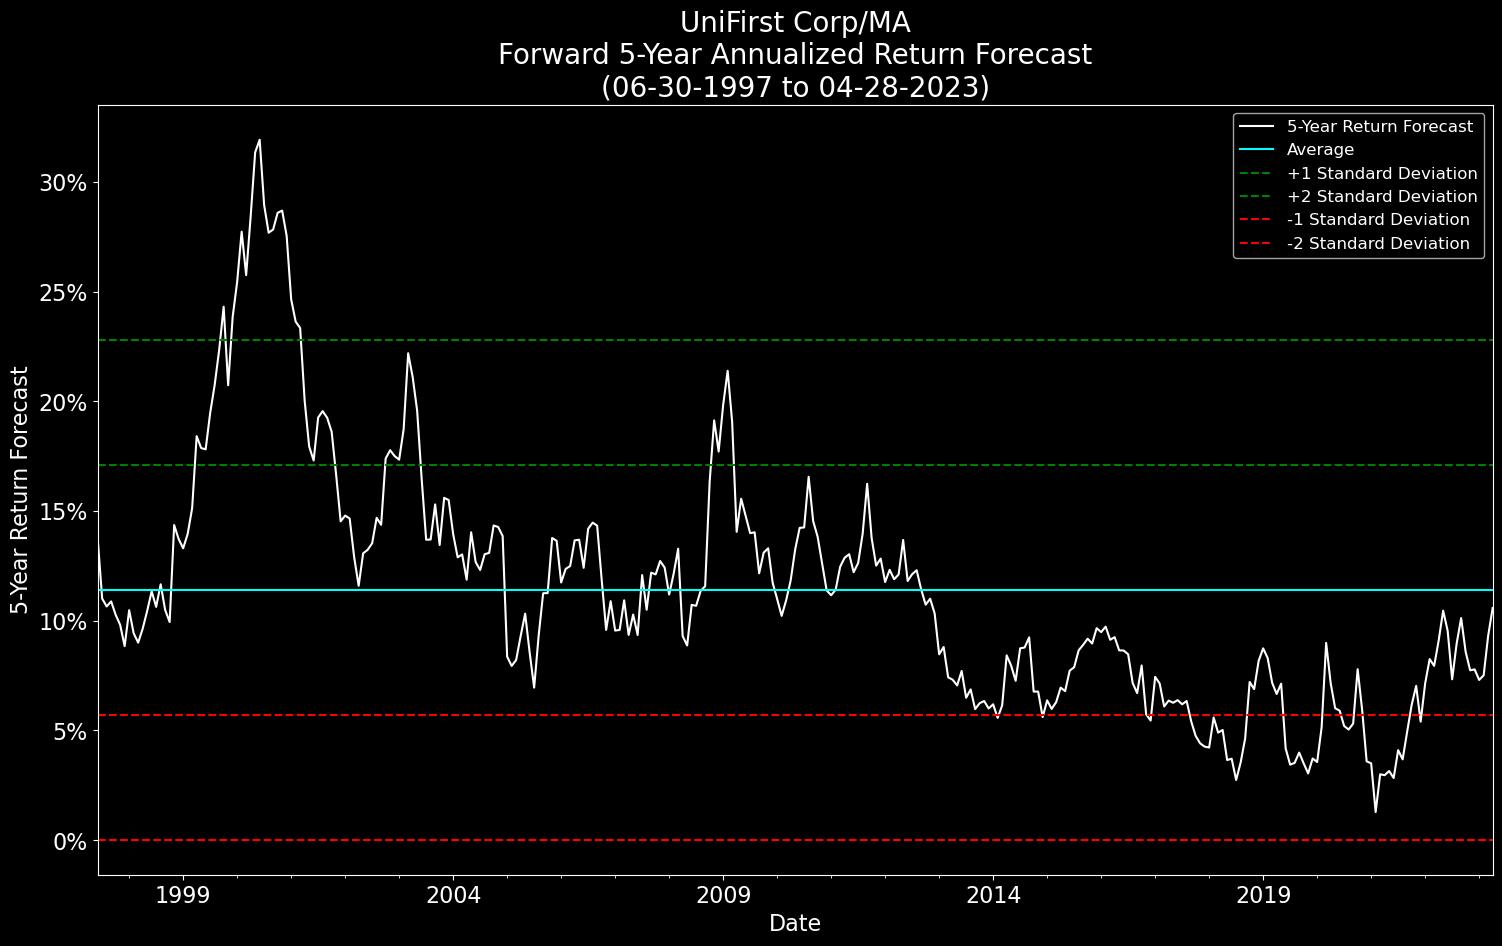 UniFirst Corp/MA
Forward 5-Year Annualized Return Forecast
(06-30-1997 to 04-28-2023)
5-Year Return Forecast
Average
+1 Standard Deviation
+2 Standard Deviation
-1 Standard Deviation
-2 Standard Deviation
5-Year Return Forecast
30%
25%
20%
15%
10%
5%
0%
1999
2004
2009
2014
2019
Date